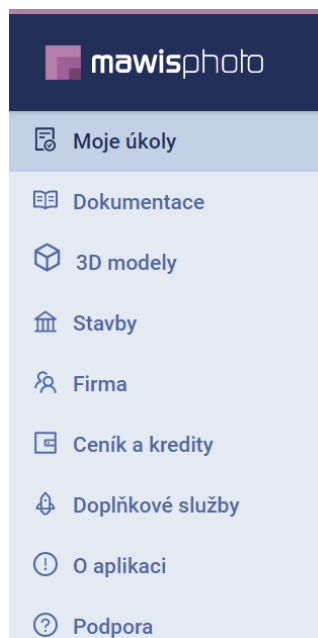 mawisphoto
Moje úkoly
Dokumentace
3D modely
Stavby
Firma
Ceník a kredity
Doplňkové služby
O aplikaci
Podpora